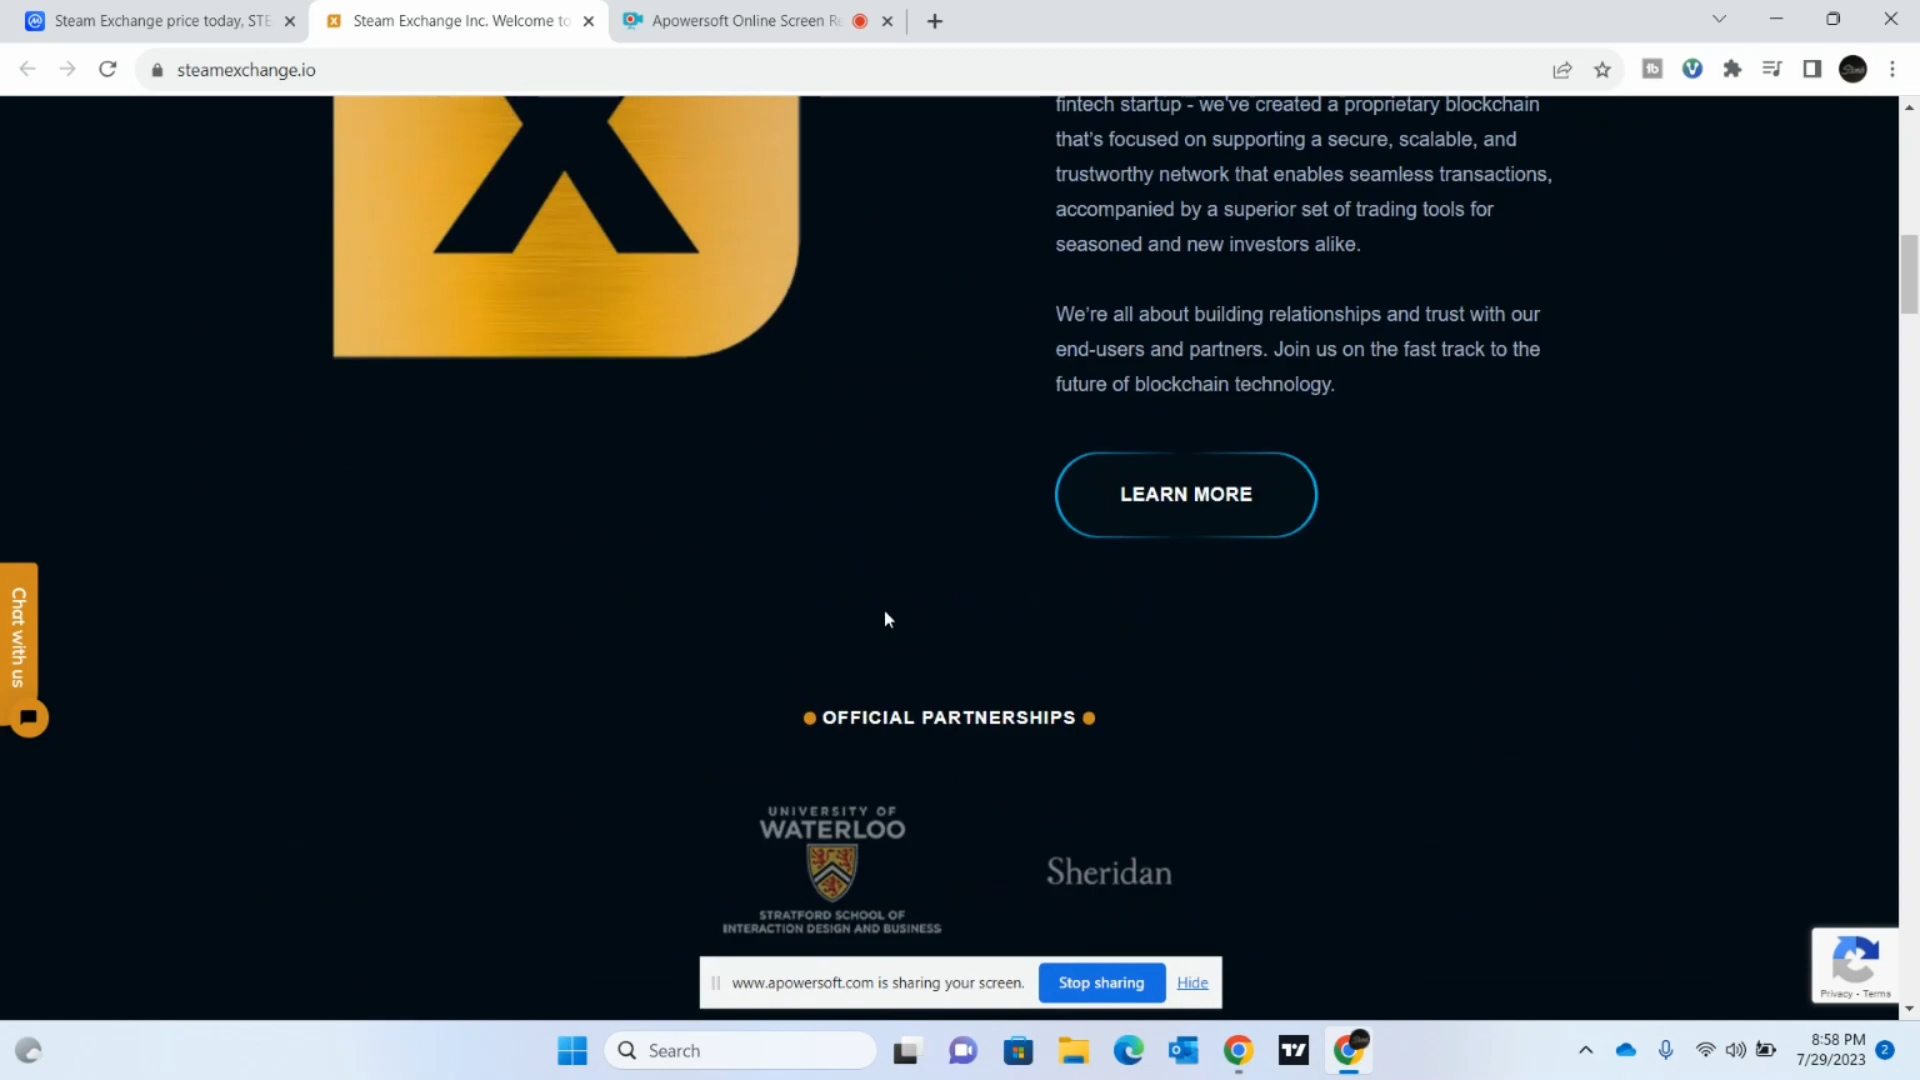 Steam Exchange price today, STE
Steam Exchange Inc. Welcome to
Apowersoft Online Screen Re
steamexchange.io
fintech startup - we've created a proprietary blockchain
that's focused on supporting a secure, scalable, and
trustworthy network that enables seamless transactions,
accompanied by a superior set of trading tools for
seasoned and new investors alike.
We're all about building relationships and trust with our
end-users and partners. Join us on the fast track to the
future of blockchain technology.
LEARN MORE
Chat with us
OFFICIAL PARTNERSHIPS
UNIVERSITY OF
WATERLOO
STRATFORD SCHOOL OF
INTERACTION DESIGN AND BUSINESS
Sheridan
www.apowersoft.com is sharing your screen.
Stop sharing
Hide
Privacy - Terms
Search
8:58 PM
7/29/2023
2